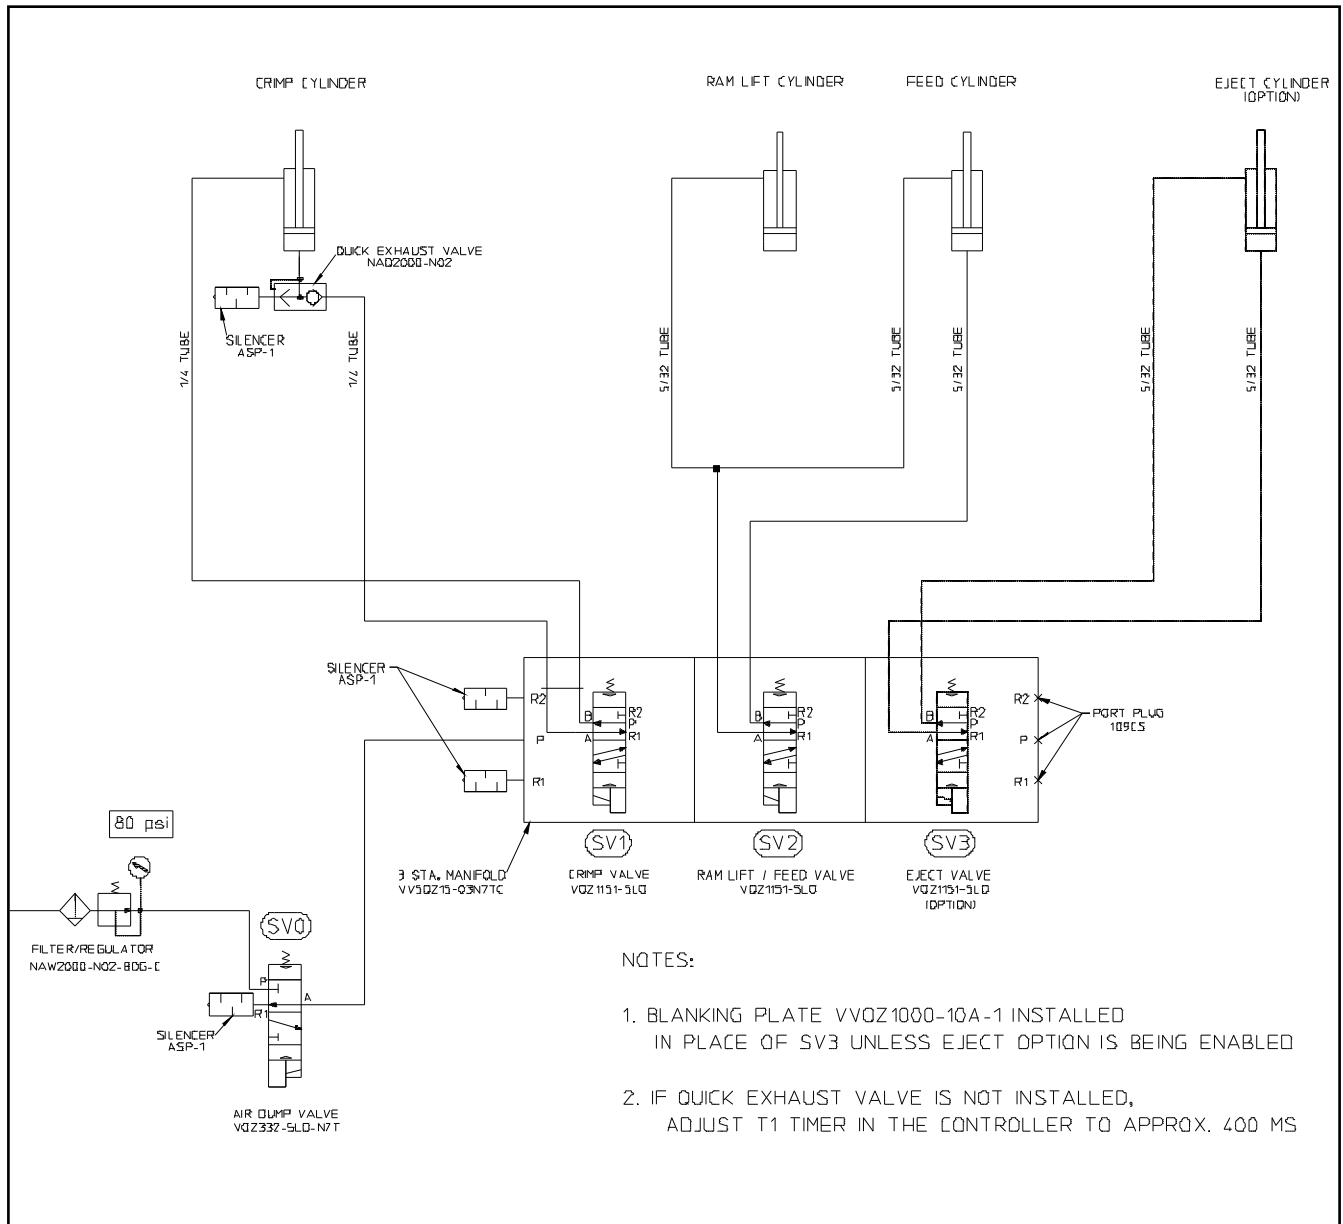 CRIMP CYLINDER
RAM LIFT CYLINDER
FEED CYLINDER
EJECT CYLINDER
(OPTION)
QUICK EXHAUST VALVE
NAQ2000-N02
SILENCER
ASP-1
1/4 TUBE
1/4 TUBE
5/32 TUBE
5/32 TUBE
5/32 TUBE
5/32 TUBE
5/32 TUBE
SILENCER
ASP-1
R2
P
R1
B
A
R2
P
R1
B
A
R2
P
R1
B
A
R2
P
R1
R2
P
R1
PORT PLUG
109CS
80 psi
SV1
SV2
SV3
3 STA. MANIFOLD
VV5QZ15-03N7TC
CRIMP VALVE
VQZ1151-5LO
RAM LIFT / FEED VALVE
VQZ1151-5LO
EJECT VALVE
VQZ1151-5LO
(OPTION)
FILTER/REGULATOR
NAW2000-N02-8DG-C
SV0
P
A
R1
SILENCER
ASP-1
AIR DUMP VALVE
VQZ332-5LO-N7T
NOTES:
1. BLANKING PLATE VVQZ1000-10A-1 INSTALLED
IN PLACE OF SV3 UNLESS EJECT OPTION IS BEING ENABLED
2. IF QUICK EXHAUST VALVE IS NOT INSTALLED,
ADJUST T1 TIMER IN THE CONTROLLER TO APPROX. 400 MS